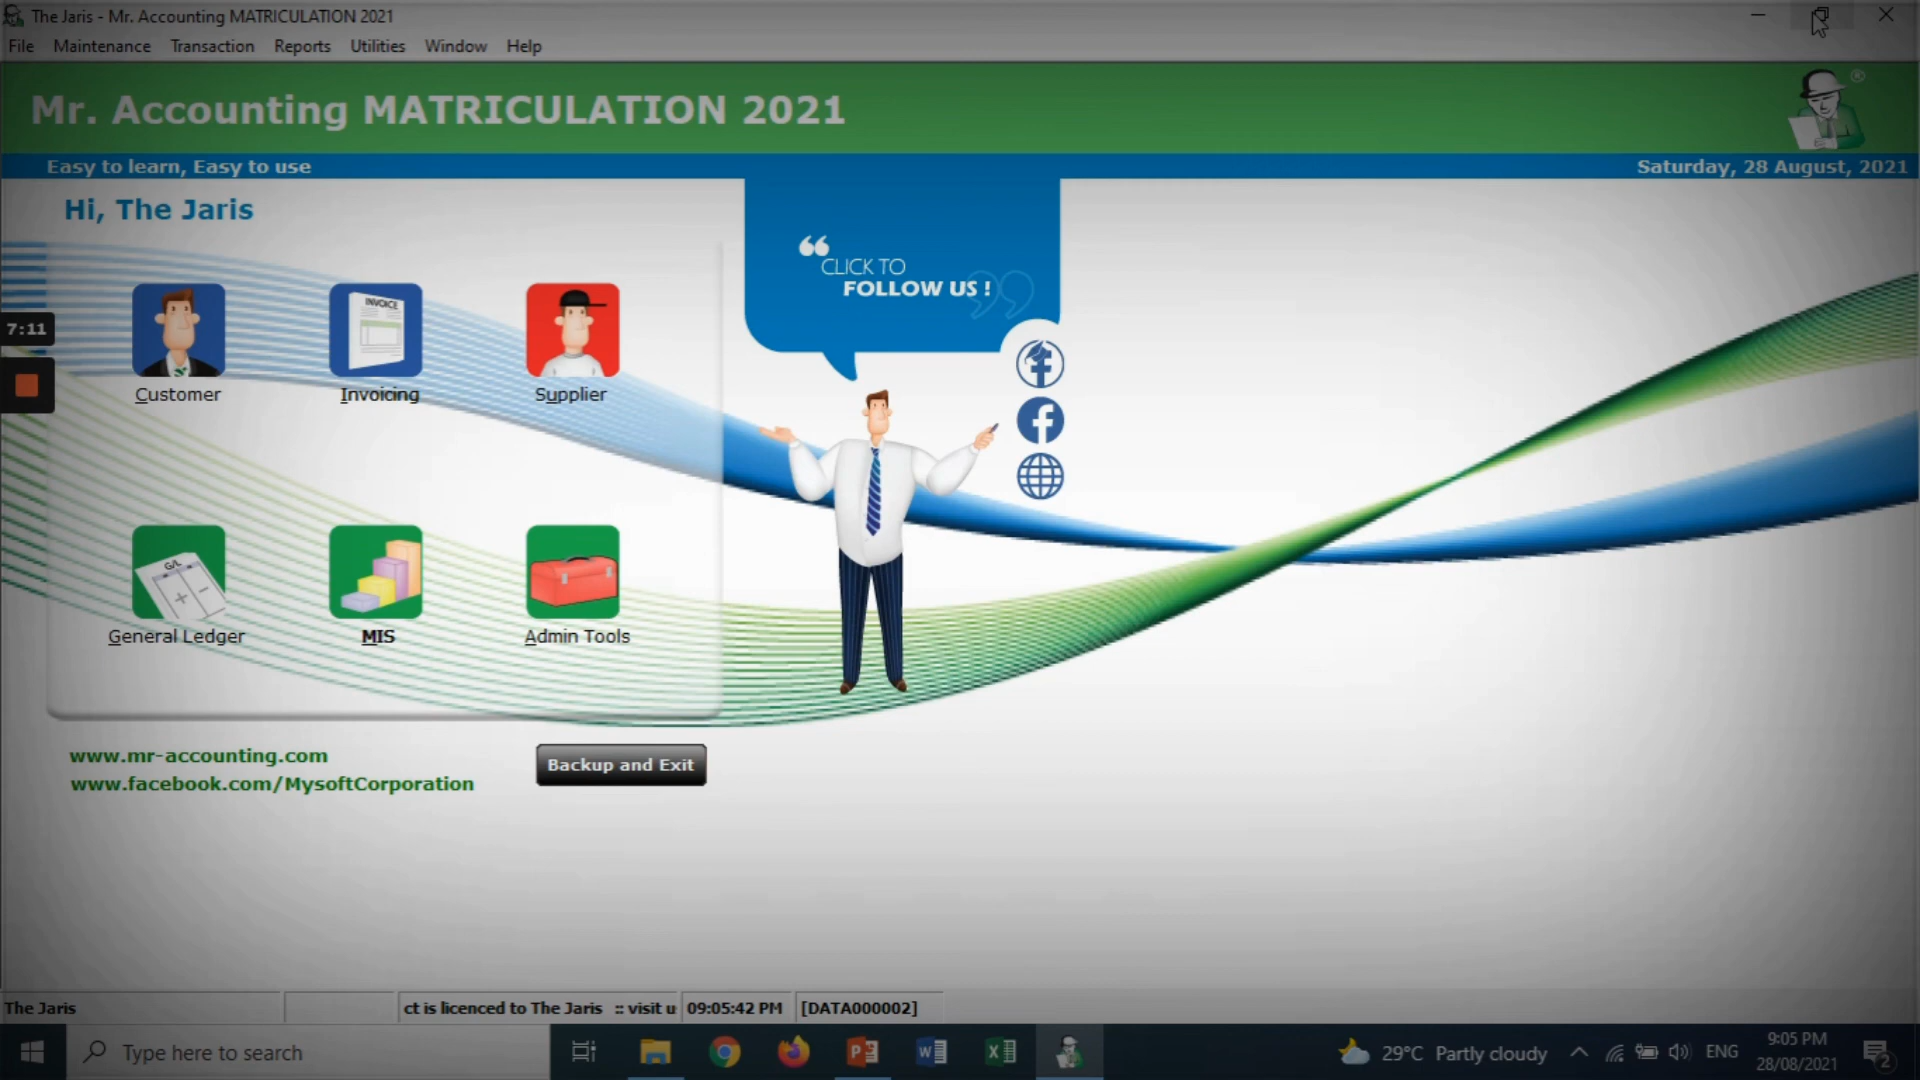 The Jaris - Mr. Accounting MATRICULATION 2021
File Maintenance Transaction Reports Utilities Window Help
Mr. Accounting MATRICULATION 2021
®
Easy to learn, Easy to use
Saturday, 28 August, 2021
Hi, The Jaris
“ CLICK TO
FOLLOW US ! ”
7:11
INVOICE
Customer Invoicing Supplier
G/L
General Ledger MIS Admin Tools
www.mr-accounting.com
www.facebook.com/MysoftCorporation
Backup and Exit
The Jaris ct is licenced to The Jaris :: visit u 09:05:42 PM [DATA000002]
Type here to search
29°C Partly cloudy ENG
9:05 PM
28/08/2021
2